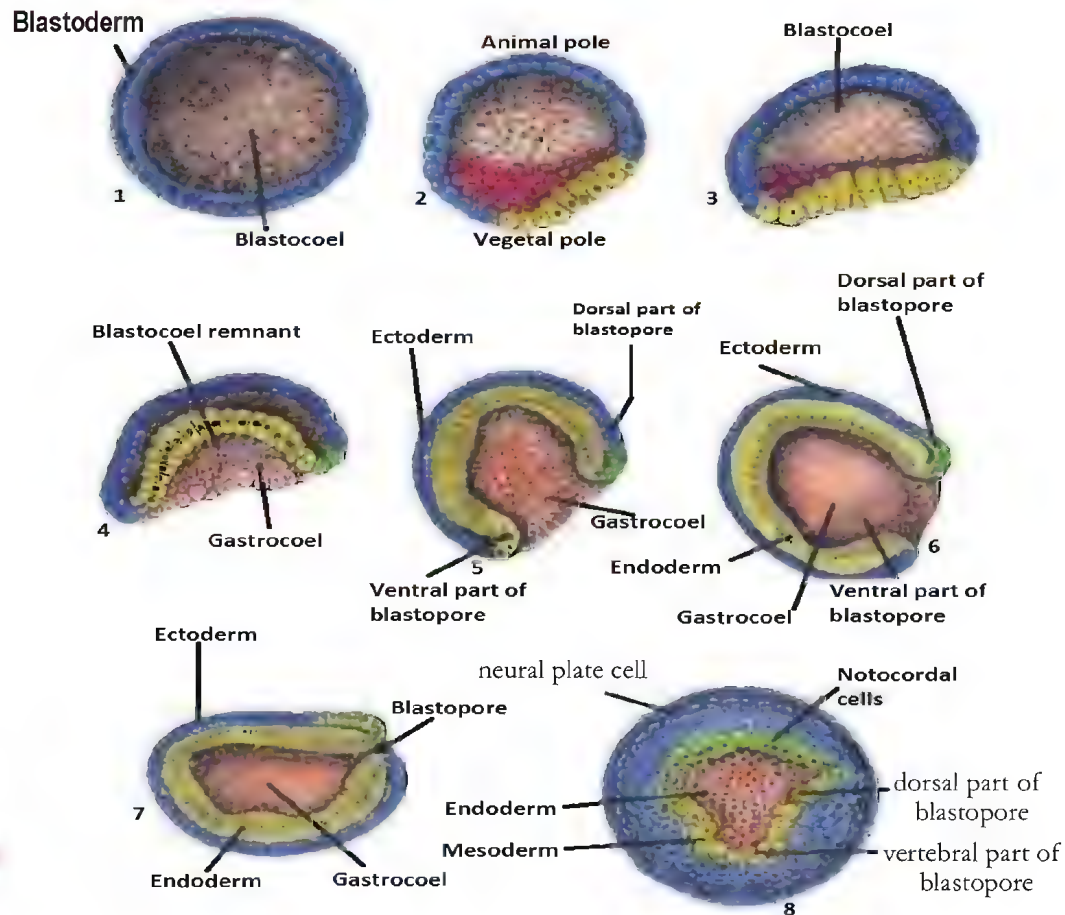 Blastoderm
1
Blastocoel
Animal pole
2
Vegetal pole
Blastocoel
3
Blastocoel remnant
4
Gastrocoel
Ectoderm
Dorsal part of
blastopore
Gastrocoel
5
Ventral part of
blastopore
Dorsal part of
blastopore
Ectoderm
6
Endoderm
Gastrocoel
Ventral part of
blastopore
Ectoderm
Blastopore
7
Endoderm
Gastrocoel
neural plate cell
Notocordal
cells
Endoderm
Mesoderm
dorsal part of
blastopore
vertebral part of
blastopore
8